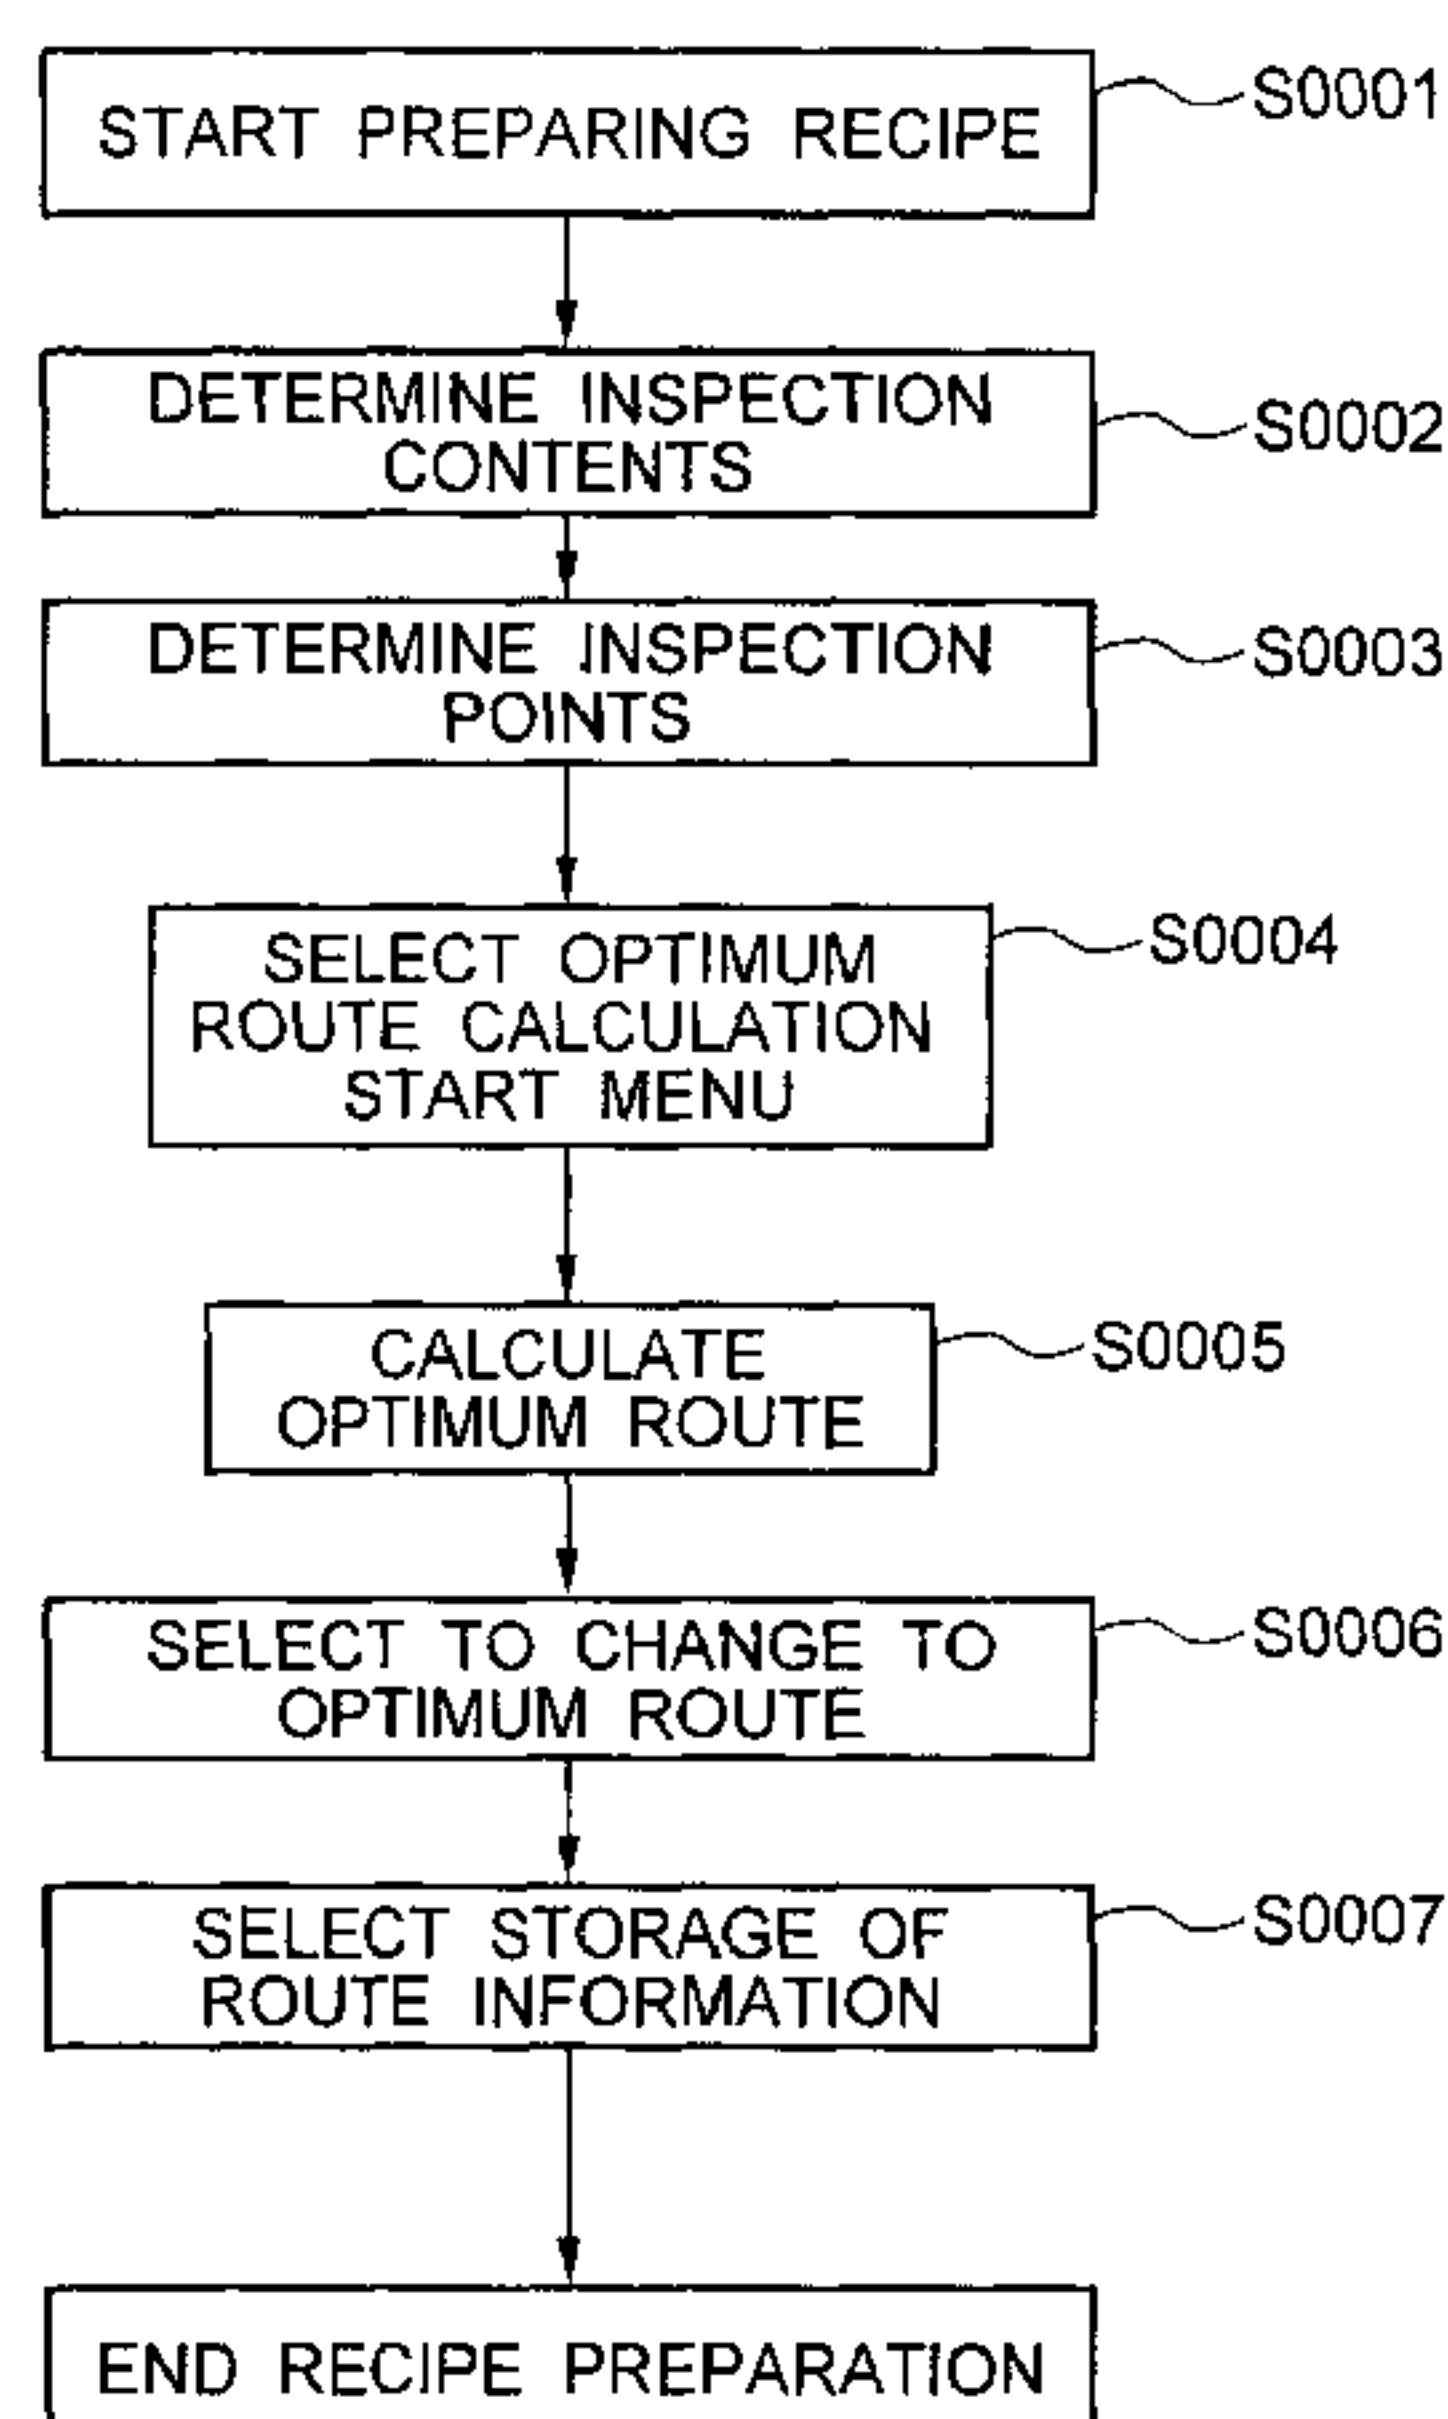 START PREPARING RECIPE
S0001
DETERMINE INSPECTION
CONTENTS
S0002
DETERMINE INSPECTION
POINTS
S0003
SELECT OPTIMUM
ROUTE CALCULATION
START MENU
S0004
CALCULATE
OPTIMUM ROUTE
S0005
SELECT TO CHANGE TO
OPTIMUM ROUTE
S0006
SELECT STORAGE OF
ROUTE INFORMATION
S0007
END RECIPE PREPARATION